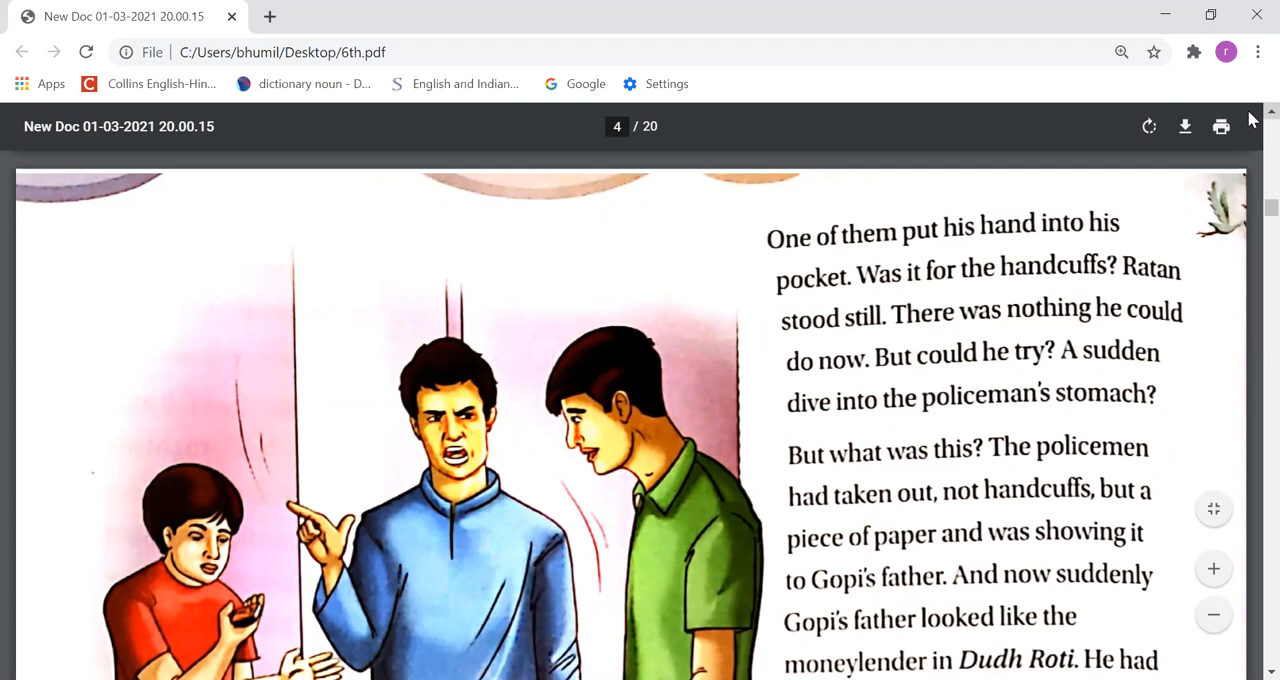 New Doc 01-03-2021 20.00.15
File C:/Users/bhumil/Desktop/6th.pdf
r
Apps Collins English-Hin... dictionary noun - D... English and Indian... Google Settings
New Doc 01-03-2021 20.00.15 4 / 20
One of them put his hand into his
pocket. Was it for the handcuffs? Ratan
stood still. There was nothing he could
do now. But could he try? A sudden
dive into the policeman's stomach?
But what was this? The policemen
had taken out, not handcuffs, but a
piece of paper and was showing it
to Gopi's father. And now suddenly
Gopi's father looked like the
moneylender in Dudh Roti. He had